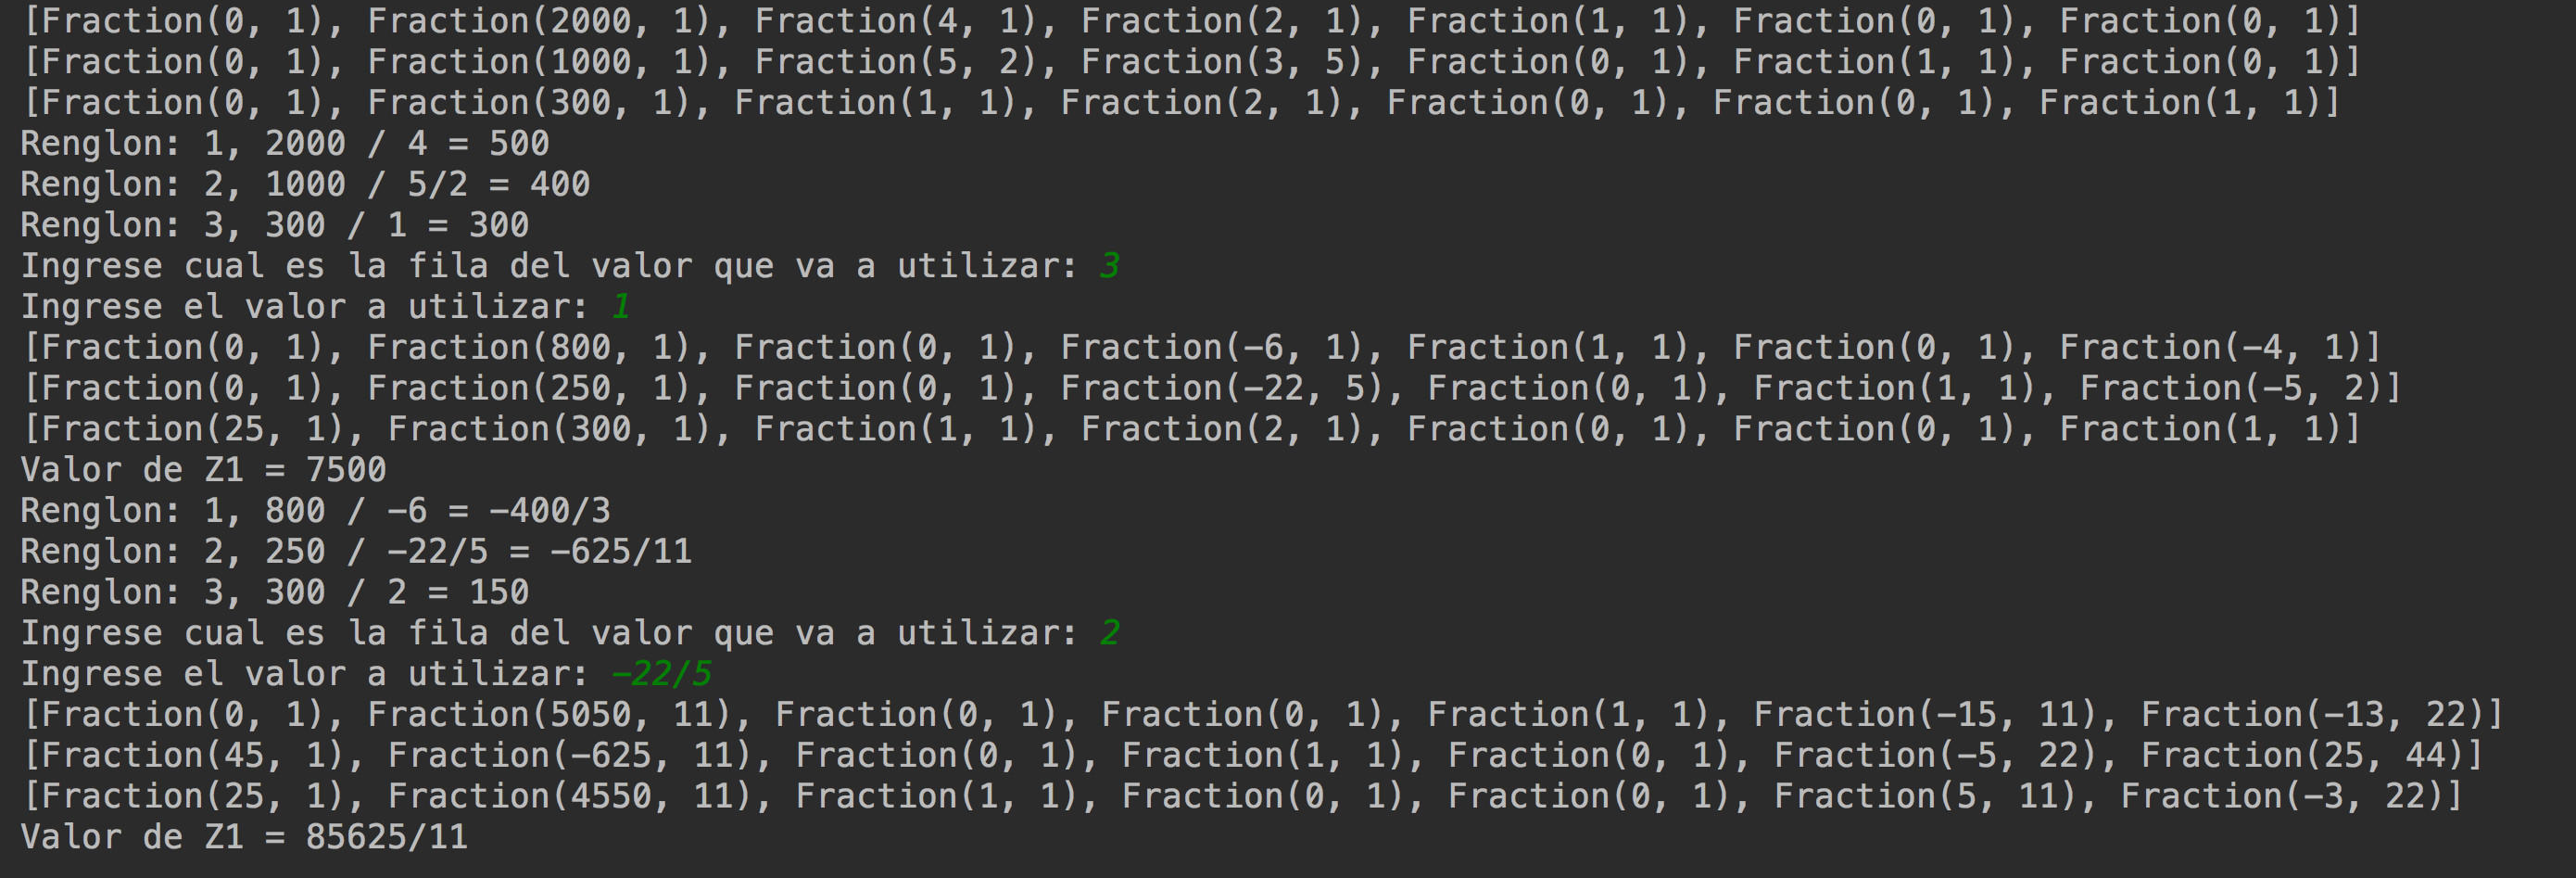 [Fraction(0, 1), Fraction(2000, 1), Fraction(4, 1), Fraction(2, 1), Fraction(1, 1), Fraction(0, 1), Fraction(0, 1)]
[Fraction(0, 1), Fraction(1000, 1), Fraction(5, 2), Fraction(3, 5), Fraction(0, 1), Fraction(1, 1), Fraction(0, 1)]
[Fraction(0, 1), Fraction(300, 1), Fraction(1, 1), Fraction(2, 1), Fraction(0, 1), Fraction(0, 1), Fraction(1, 1)]
Renglon: 1, 2000 / 4 = 500
Renglon: 2, 1000 / 5/2 = 400
Renglon: 3, 300 / 1 = 300
Ingrese cual es la fila del valor que va a utilizar: 3
Ingrese el valor a utilizar: 1
[Fraction(0, 1), Fraction(800, 1), Fraction(0, 1), Fraction(-6, 1), Fraction(1, 1), Fraction(0, 1), Fraction(-4, 1)]
[Fraction(0, 1), Fraction(250, 1), Fraction(0, 1), Fraction(-22, 5), Fraction(0, 1), Fraction(1, 1), Fraction(-5, 2)]
[Fraction(25, 1), Fraction(300, 1), Fraction(1, 1), Fraction(2, 1), Fraction(0, 1), Fraction(0, 1), Fraction(1, 1)]
Valor de Z1 = 7500
Renglon: 1, 800 / -6 = -400/3
Renglon: 2, 250 / -22/5 = -625/11
Renglon: 3, 300 / 2 = 150
Ingrese cual es la fila del valor que va a utilizar: 2
Ingrese el valor a utilizar: -22/5
[Fraction(0, 1), Fraction(5050, 11), Fraction(0, 1), Fraction(0, 1), Fraction(1, 1), Fraction(-15, 11), Fraction(-13, 22)]
[Fraction(45, 1), Fraction(-625, 11), Fraction(0, 1), Fraction(1, 1), Fraction(0, 1), Fraction(-5, 22), Fraction(25, 44)]
[Fraction(25, 1), Fraction(4550, 11), Fraction(1, 1), Fraction(0, 1), Fraction(0, 1), Fraction(5, 11), Fraction(-3, 22)]
Valor de Z1 = 85625/11